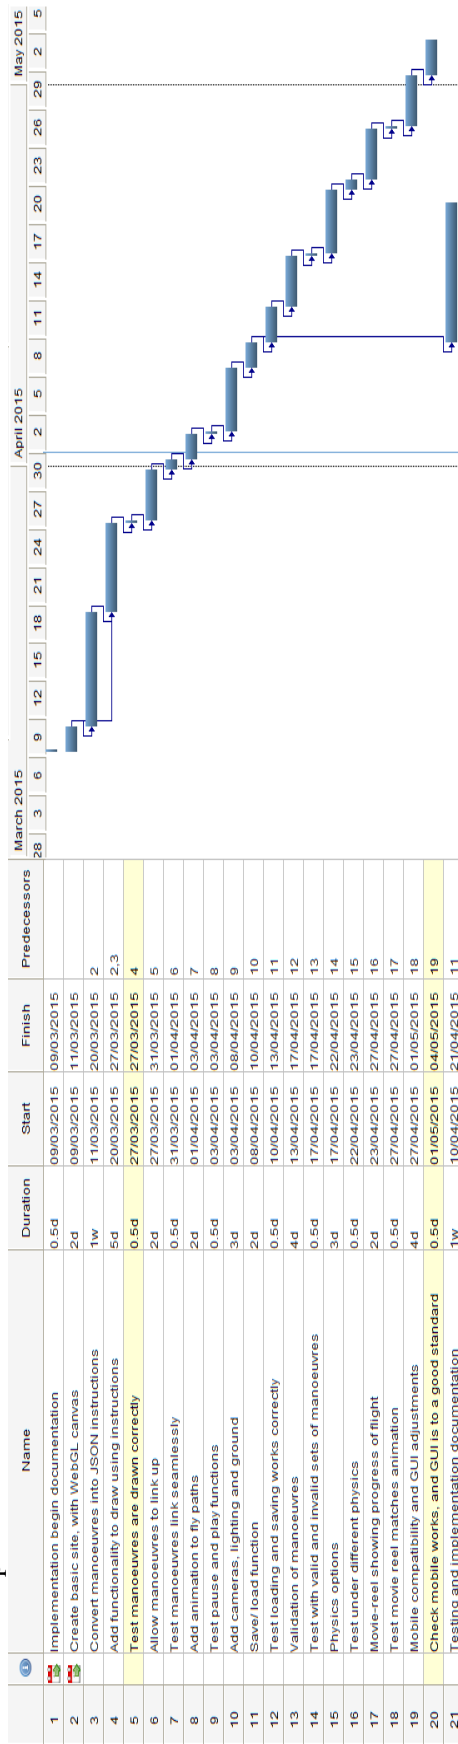 Name Duration Start Finish Predecessors
March 2015 April 2015 May 2015
28 3 6 9 12 15 18 21 24 27 30 2 5 8 11 14 17 20 23 26 29 2 5
1 Implementation begin documentation 0.5d 09/03/2015 09/03/2015
2 Create basic site, with WebGL canvas 2d 09/03/2015 11/03/2015
3 Convert manoeuvres into JSON instructions 1w 11/03/2015 20/03/2015 2
4 Add functionality to draw using instructions 5d 20/03/2015 27/03/2015 2,3
5 Test manoeuvres are drawn correctly 0.5d 27/03/2015 27/03/2015 4
6 Allow manoeuvres to link up 2d 27/03/2015 31/03/2015 5
7 Test manoeuvres link seamlessly 0.5d 31/03/2015 01/04/2015 6
8 Add animation to fly paths 2d 01/04/2015 03/04/2015 7
9 Test pause and play functions 0.5d 03/04/2015 03/04/2015 8
10 Add cameras, lighting and ground 3d 03/04/2015 08/04/2015 9
11 Save/ load function 2d 08/04/2015 10/04/2015 10
12 Test loading and saving works correctly 0.5d 10/04/2015 13/04/2015 11
13 Validation of manoeuvres 4d 13/04/2015 17/04/2015 12
14 Test with valid and invalid sets of manoeuvres 0.5d 17/04/2015 17/04/2015 13
15 Physics options 3d 17/04/2015 22/04/2015 14
16 Test under different physics 0.5d 22/04/2015 23/04/2015 15
17 Movie-reel showing progress of flight 2d 23/04/2015 27/04/2015 16
18 Test movie reel matches animation 0.5d 27/04/2015 27/04/2015 17
19 Mobile compatibility and GUI adjustments 4d 27/04/2015 01/05/2015 18
20 Check mobile works, and GUI is to a good standard 0.5d 01/05/2015 04/05/2015 19
21 Testing and implementation documentation 1w 10/04/2015 21/04/2015 11